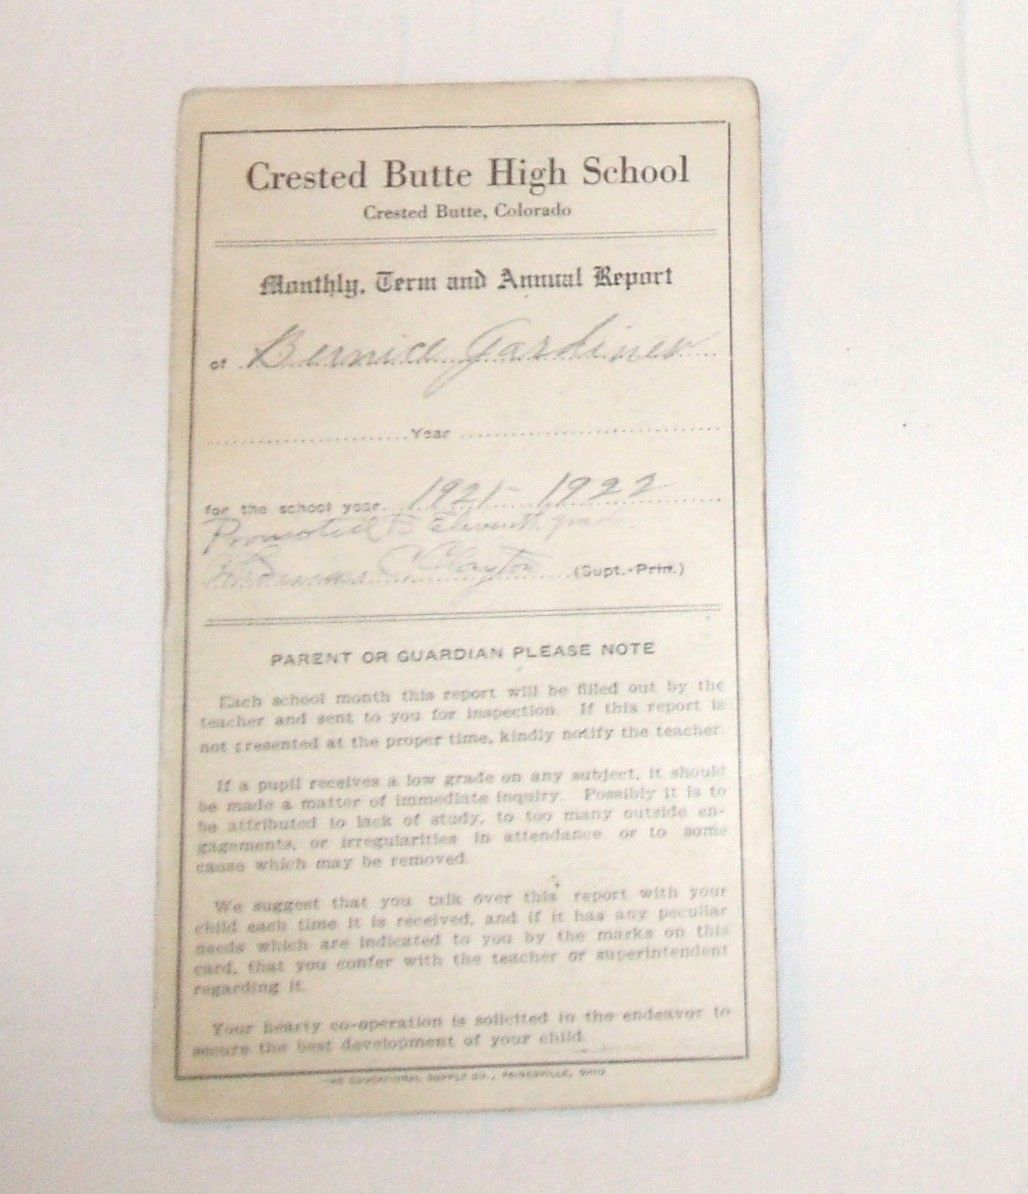 Crested Butte High School
Crested Butte, Colorado
Monthly, Term and Annual Report
of Bernice Gardiner
Year
for the school year 1921-1922
Promoted to Eleventh grade.
Clayton (Supt.-Prin.)
PARENT OR GUARDIAN PLEASE NOTE
Each school month this report will be filled out by the
teacher and sent to you for inspection. If this report is
not presented at the proper time, kindly notify the teacher.
If a pupil receives a low grade on any subject, it should
be made a matter of immediate inquiry. Possibly it is to
be attributed to lack of study, to too many outside en-
gagements, or irregularities in attendance or to some
cause which may be removed.
We suggest that you talk over this report with your
child each time it is received, and if it has any peculiar
needs which are indicated to you by the marks on this
card, that you confer with the teacher or superintendent
regarding it.
Your hearty co-operation is solicited in the endeavor to
secure the best development of your child.
THE EDUCATIONAL SUPPLY CO., PAINESVILLE, OHIO